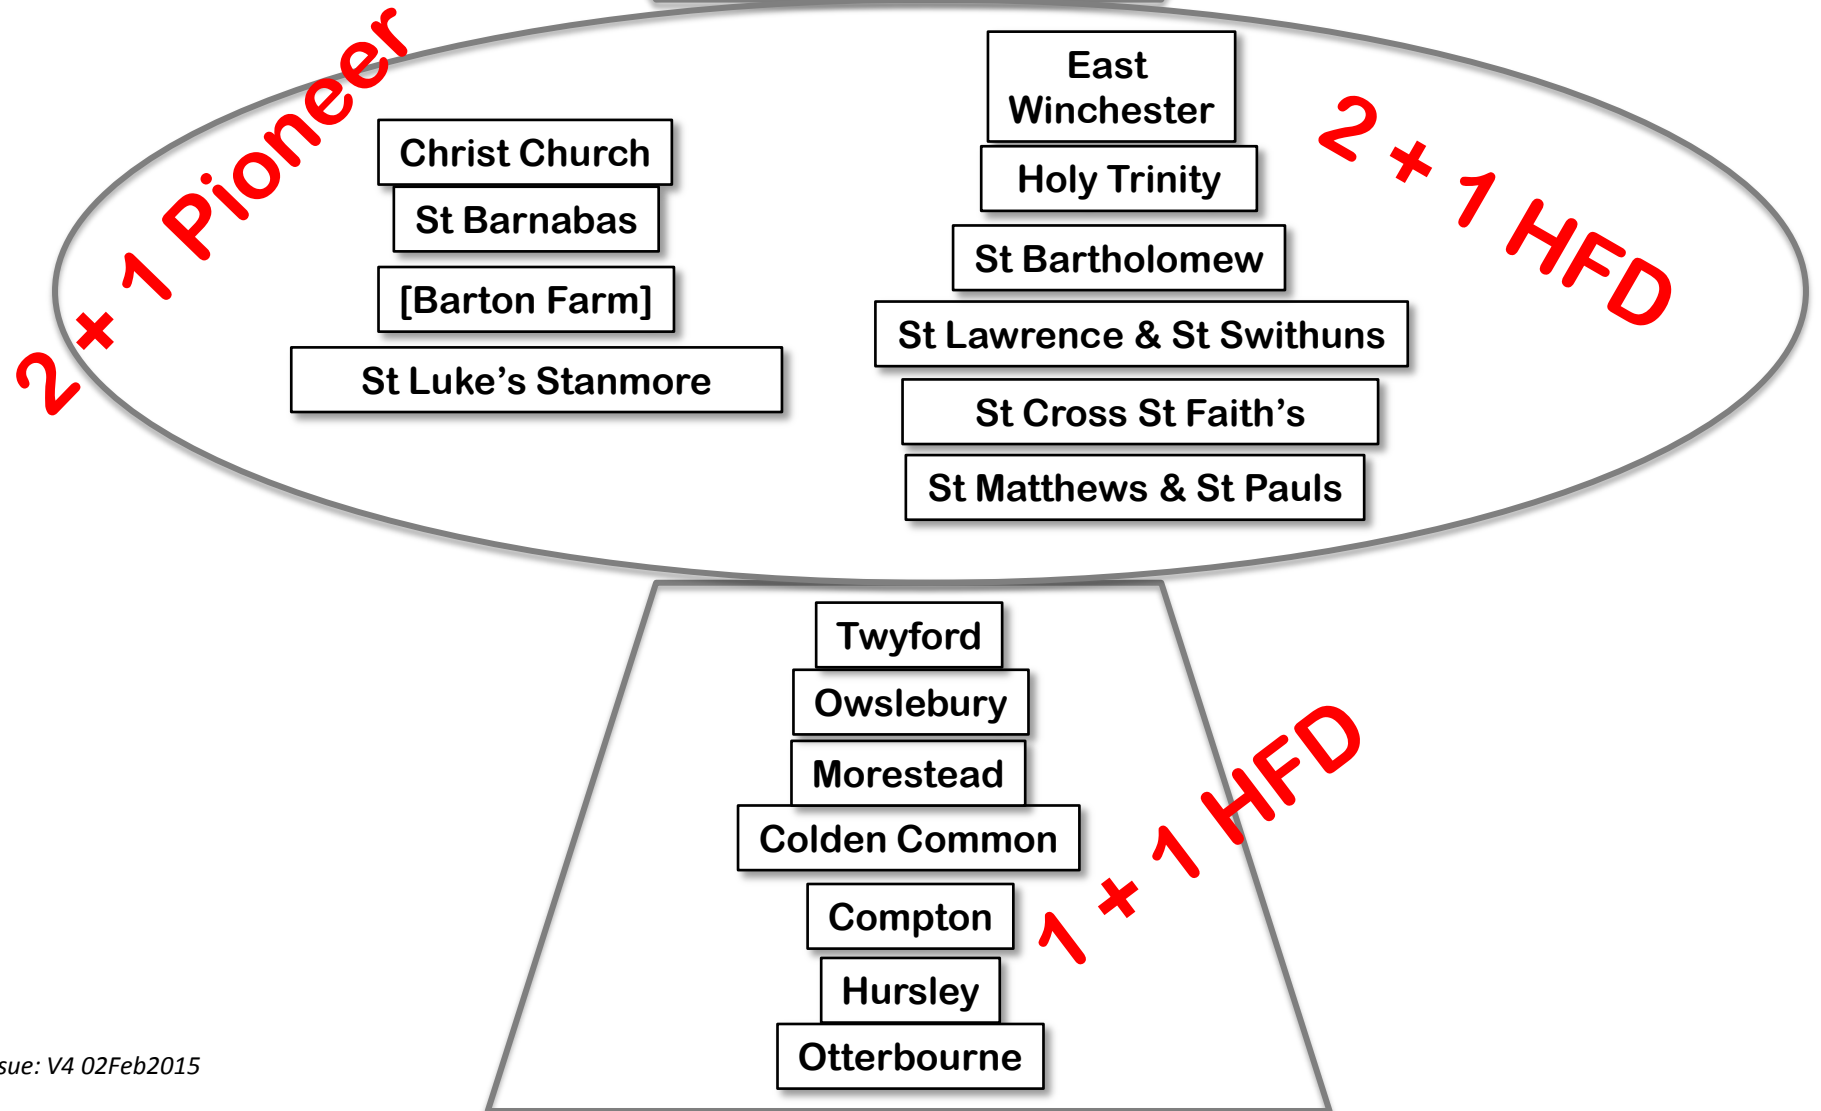 2 + 1 Pioneer
Christ Church
St Barnabas
[Barton Farm]
St Luke’s Stanmore
East
Winchester
Holy Trinity
St Bartholomew
St Lawrence & St Swithuns
St Cross St Faith’s
St Matthews & St Pauls
2 + 1 HFD
Twyford
Owslebury
Morestead
Colden Common
Compton
Hursley
Otterbourne
1 + 1 HFD
sue: V4 02Feb2015